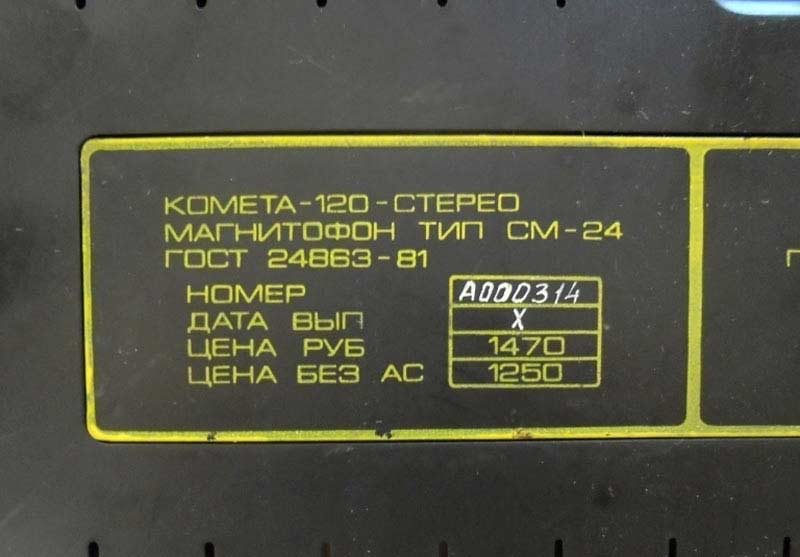 КОМЕТА-120-СТЕРЕО
МАГНИТОФОН ТИП СМ-24
ГОСТ 24863-81
НОМЕР А000314
ДАТА ВЫП Х
ЦЕНА РУБ 1470
ЦЕНА БЕЗ АС 1250